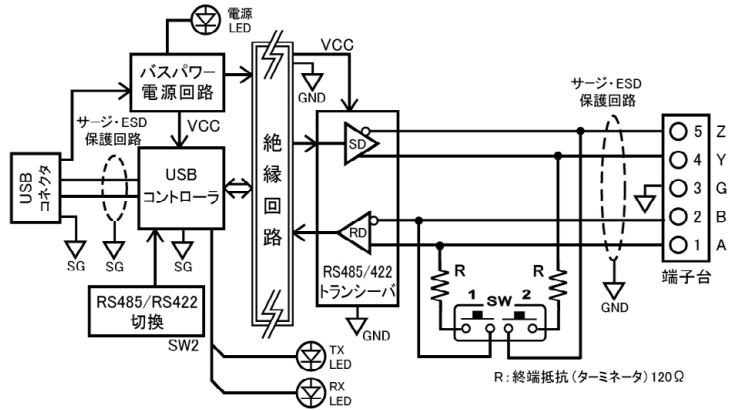 電源
LED
バスパワー
電源回路
VCC
サージ・ESD
保護回路
USB
コネクタ
USB
コントローラ
SG
SG
SG
RS485/RS422
切換
SW2
TX
LED
RX
LED
絶縁回路
VCC
GND
SD
RD
RS485/422
トランシーバ
GND
R
R
1 SW 2
サージ・ESD
保護回路
GND
5 Z
4 Y
3 G
2 B
1 A
端子台
R:終端抵抗(ターミネータ)120Ω